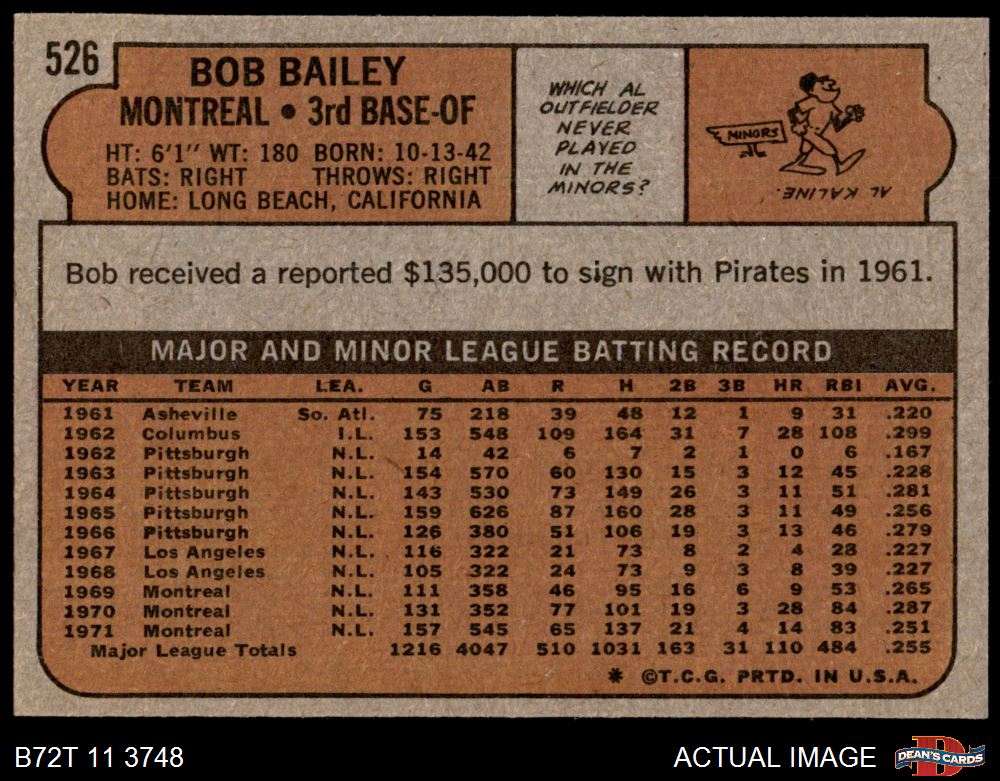 526
BOB BAILEY
MONTREAL • 3rd BASE-OF
HT: 6'1" WT: 180 BORN: 10-13-42
BATS: RIGHT THROWS: RIGHT
HOME: LONG BEACH, CALIFORNIA
WHICH AL
OUTFIELDER
NEVER
PLAYED
IN THE
MINORS?
MINORS
AL KALINE.
Bob received a reported $135,000 to sign with Pirates in 1961.
MAJOR AND MINOR LEAGUE BATTING RECORD
YEAR TEAM LEA. G AB R H 2B 3B HR RBI AVG.
1961 Asheville So. Atl. 75 218 39 48 12 1 9 31 .220
1962 Columbus I.L. 153 548 109 164 31 7 28 108 .299
1962 Pittsburgh N.L. 14 42 6 7 2 1 0 6 .167
1963 Pittsburgh N.L. 154 570 60 130 15 3 12 45 .228
1964 Pittsburgh N.L. 143 530 73 149 26 3 11 51 .281
1965 Pittsburgh N.L. 159 626 87 160 28 3 11 49 .256
1966 Pittsburgh N.L. 126 380 51 106 19 3 13 46 .279
1967 Los Angeles N.L. 116 322 21 73 8 2 4 28 .227
1968 Los Angeles N.L. 105 322 24 73 9 3 8 39 .227
1969 Montreal N.L. 111 358 46 95 16 6 9 53 .265
1970 Montreal N.L. 131 352 77 101 19 3 28 84 .287
1971 Montreal N.L. 157 545 65 137 21 4 14 83 .251
Major League Totals 1216 4047 510 1031 163 31 110 484 .255
* ©T.C.G. PRTD. IN U.S.A.
B72T 11 3748
ACTUAL IMAGE
D
DEAN'S CARDS